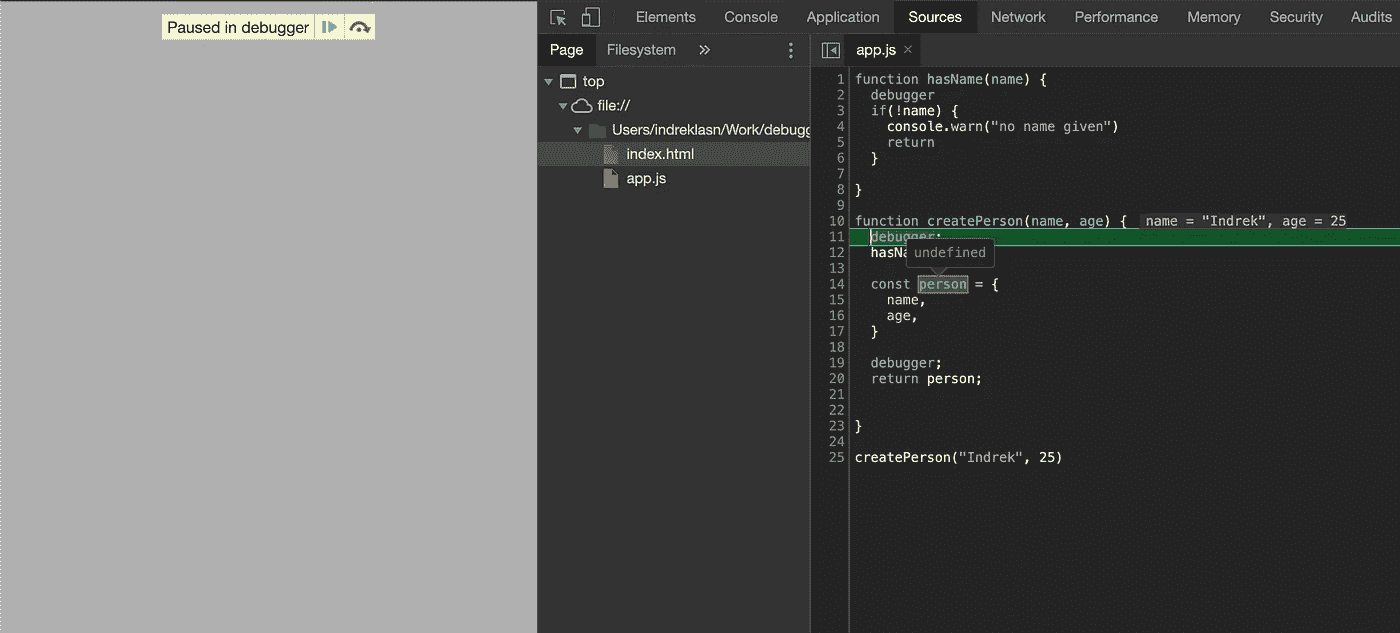 Paused in debugger
Elements Console Application Sources Network Performance Memory Security Audits
Page Filesystem »
app.js ×
top
file://
Users/indreklasn/Work/debugg
index.html
app.js
1 function hasName(name) {
2 debugger
3 if(!name) {
4 console.warn("no name given")
5 return
6 }
7
8 }
9
10 function createPerson(name, age) { name = "Indrek", age = 25
11 debugger;
12 hasNa
undefined
13
14 const person = {
15 name,
16 age,
17 }
18
19 debugger;
20 return person;
21
22
23 }
24
25 createPerson("Indrek", 25)